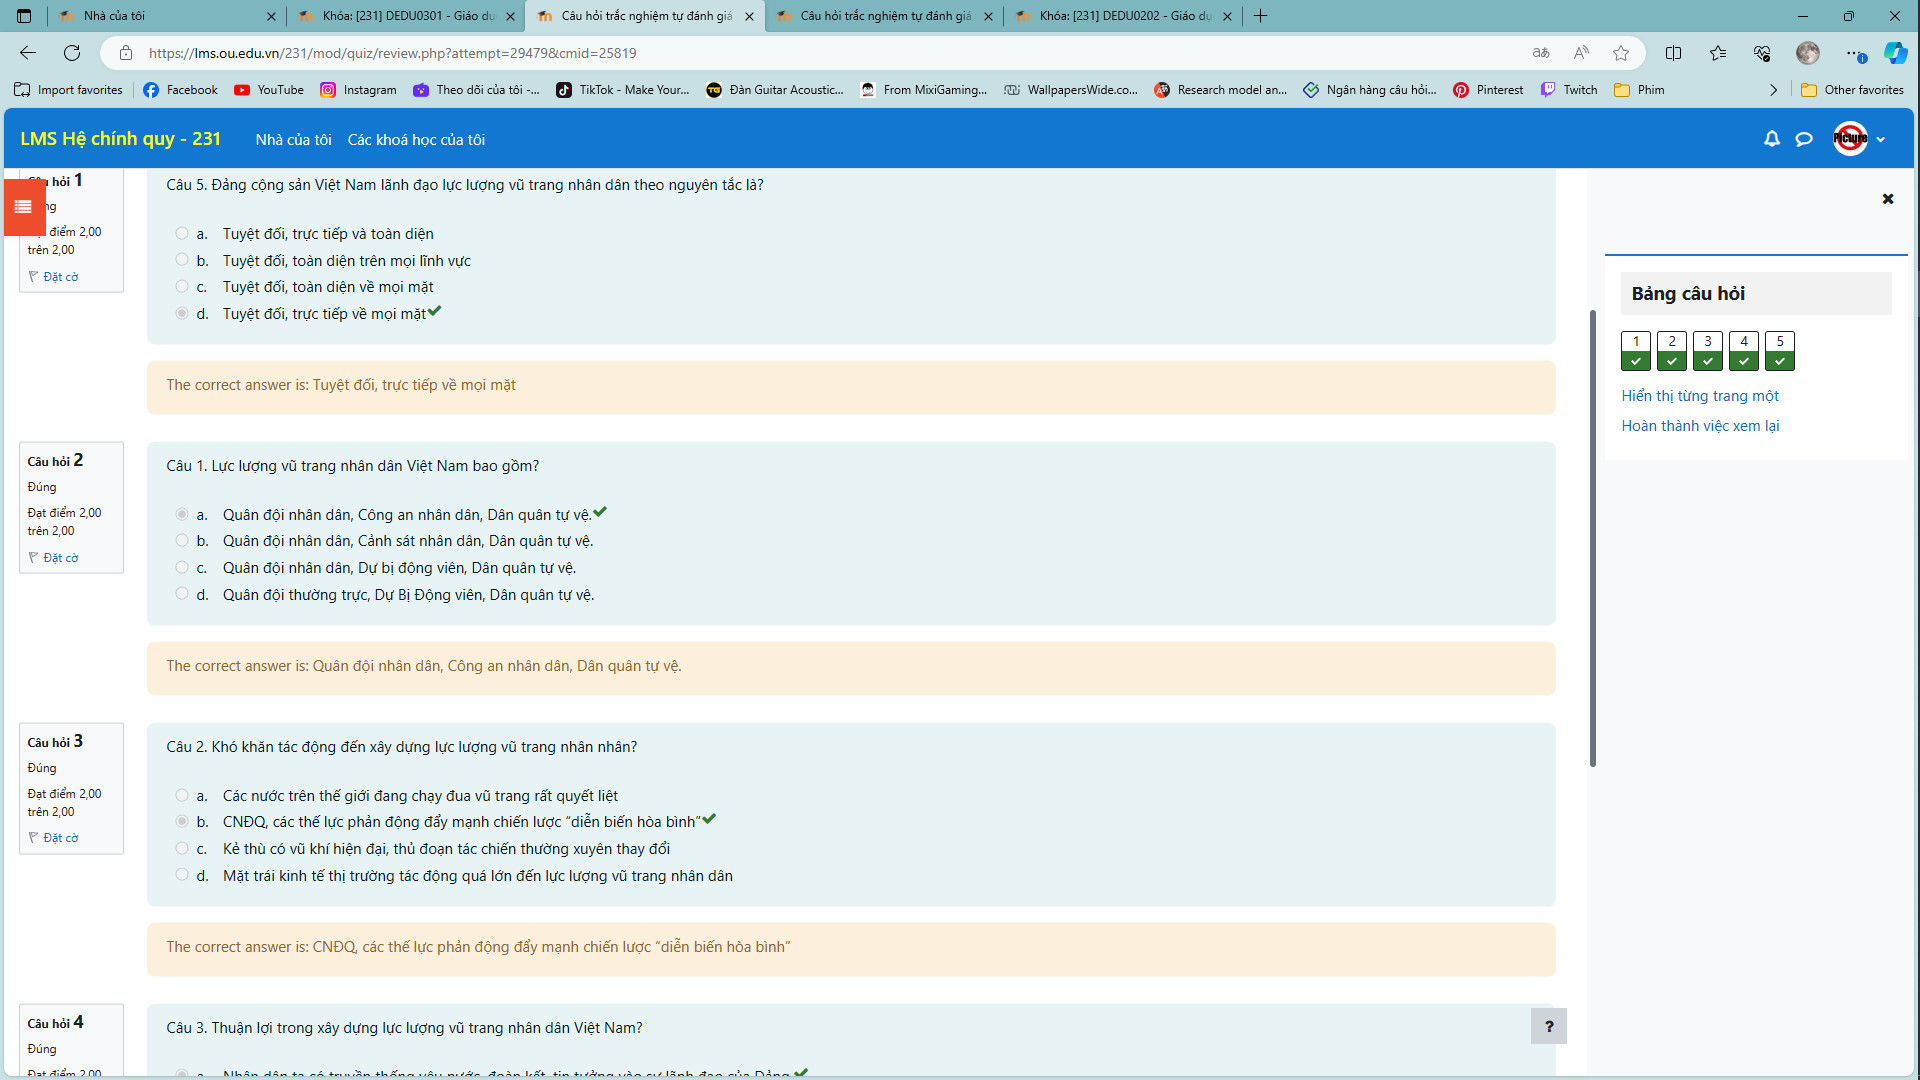 Nhà của tôi
Khóa: [231] DEDU0301 - Giáo dụ
Câu hỏi trắc nghiệm tự đánh giá
Câu hỏi trắc nghiệm tự đánh giá
Khóa: [231] DEDU0202 - Giáo dụ
https://lms.ou.edu.vn/231/mod/quiz/review.php?attempt=29479&cmid=25819
Import favorites
Facebook
YouTube
Instagram
Theo dõi của tôi -...
TikTok - Make Your...
Đàn Guitar Acoustic...
From MixiGaming...
WallpapersWide.co...
Research model an...
Ngân hàng câu hỏi...
Pinterest
Twitch
Phim
Other favorites
LMS Hệ chính quy - 231
Nhà của tôi
Các khoá học của tôi
Picture
hỏi 1
điểm 2,00
trên 2,00
Đặt cờ
Câu 5. Đảng cộng sản Việt Nam lãnh đạo lực lượng vũ trang nhân dân theo nguyên tắc là?
a. Tuyệt đối, trực tiếp và toàn diện
b. Tuyệt đối, toàn diện trên mọi lĩnh vực
c. Tuyệt đối, toàn diện về mọi mặt
d. Tuyệt đối, trực tiếp về mọi mặt
The correct answer is: Tuyệt đối, trực tiếp về mọi mặt
Câu hỏi 2
Đúng
Đạt điểm 2,00
trên 2,00
Đặt cờ
Câu 1. Lực lượng vũ trang nhân dân Việt Nam bao gồm?
a. Quân đội nhân dân, Công an nhân dân, Dân quân tự vệ.
b. Quân đội nhân dân, Cảnh sát nhân dân, Dân quân tự vệ.
c. Quân đội nhân dân, Dự bị động viên, Dân quân tự vệ.
d. Quân đội thường trực, Dự Bị Động viên, Dân quân tự vệ.
The correct answer is: Quân đội nhân dân, Công an nhân dân, Dân quân tự vệ.
Câu hỏi 3
Đúng
Đạt điểm 2,00
trên 2,00
Đặt cờ
Câu 2. Khó khăn tác động đến xây dựng lực lượng vũ trang nhân nhân?
a. Các nước trên thế giới đang chạy đua vũ trang rất quyết liệt
b. CNĐQ, các thế lực phản động đẩy mạnh chiến lược “diễn biến hòa bình”
c. Kẻ thù có vũ khí hiện đại, thủ đoạn tác chiến thường xuyên thay đổi
d. Mặt trái kinh tế thị trường tác động quá lớn đến lực lượng vũ trang nhân dân
The correct answer is: CNĐQ, các thế lực phản động đẩy mạnh chiến lược “diễn biến hòa bình”
Câu hỏi 4
Đúng
Đạt điểm 2,00
Câu 3. Thuận lợi trong xây dựng lực lượng vũ trang nhân dân Việt Nam?
a. Nhân dân ta có truyền thống yêu nước, đoàn kết, tin tưởng vào sự lãnh đạo của Đảng
?
Bảng câu hỏi
1 2 3 4 5
Hiển thị từng trang một
Hoàn thành việc xem lại